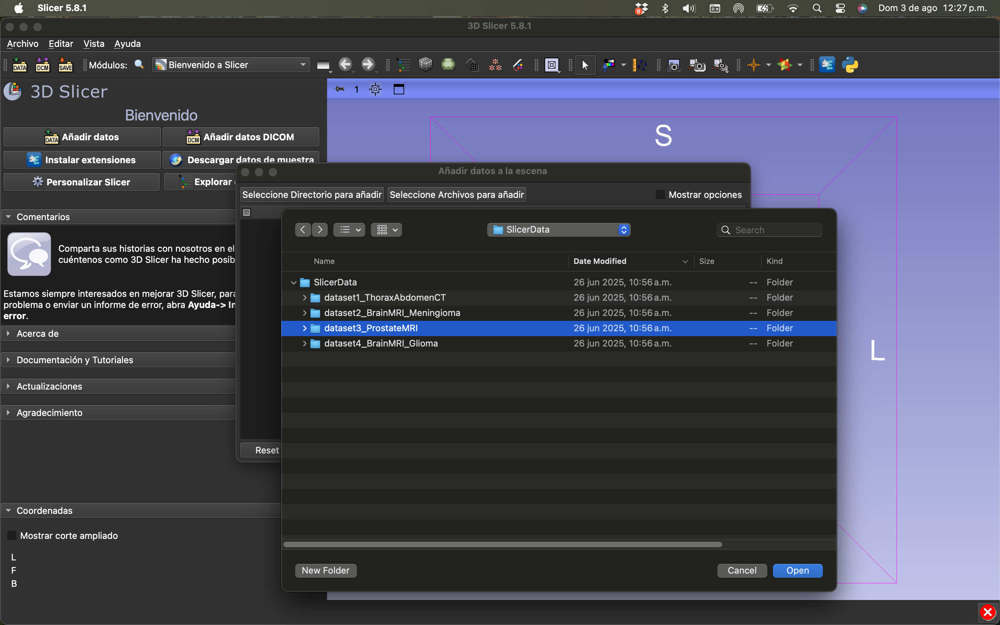 Slicer 5.8.1
6
Dom 3 de ago 12:27 p.m.
3D Slicer 5.8.1
Archivo Editar Vista Ayuda
DATA DCM SAVE Módulos: Bienvenido a Slicer
3D Slicer
1
Bienvenido
S
DATA Añadir datos
DCM Añadir datos DICOM
Instalar extensiones
Descargar datos de muestra
Personalizar Slicer
Explorar
Añadir datos a la escena
Seleccione Directorio para añadir
Seleccione Archivos para añadir
Mostrar opciones
Comentarios
Comparta sus historias con nosotros en el
cuéntenos como 3D Slicer ha hecho posib
Estamos siempre interesados en mejorar 3D Slicer, para
problema o enviar un informe de error, abra Ayuda-> In
error.
Acerca de
Documentación y Tutoriales
Actualizaciones
Agradecimiento
Reset
SlicerData
Search
Name Date Modified Size Kind
SlicerData 26 jun 2025, 10:56 a.m. -- Folder
dataset1_ThoraxAbdomenCT 26 jun 2025, 10:56 a.m. -- Folder
dataset2_BrainMRI_Meningioma 26 jun 2025, 10:56 a.m. -- Folder
dataset3_ProstateMRI 26 jun 2025, 10:56 a.m. -- Folder
dataset4_BrainMRI_Glioma 26 jun 2025, 10:56 a.m. -- Folder
L
New Folder
Cancel
Open
Coordenadas
Mostrar corte ampliado
L
F
B